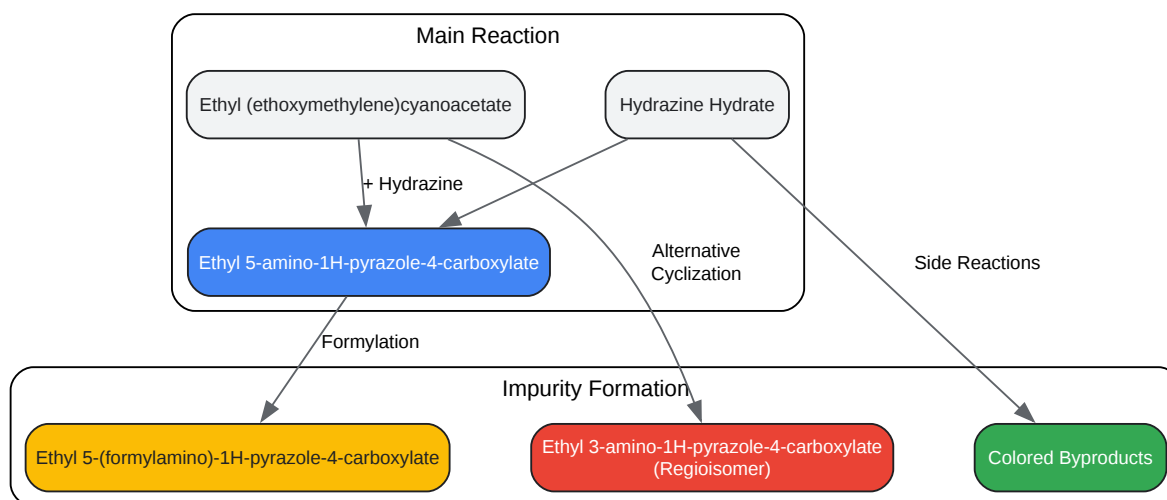 Main Reaction
Ethyl (ethoxymethylene)cyanoacetate
Hydrazine Hydrate
+ Hydrazine
Ethyl 5-amino-1H-pyrazole-4-carboxylate
Alternative
Cyclization
Side Reactions
Formylation
Impurity Formation
Ethyl 5-(formylamino)-1H-pyrazole-4-carboxylate
Ethyl 3-amino-1H-pyrazole-4-carboxylate
(Regioisomer)
Colored Byproducts